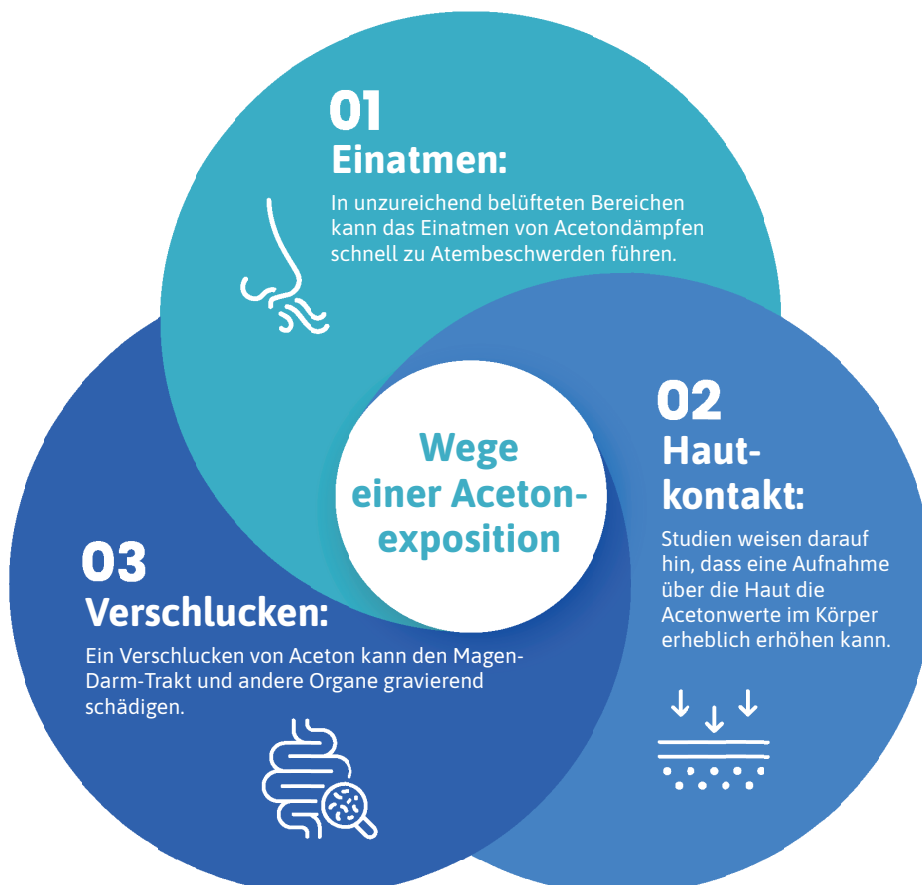 01
Einatmen:
In unzureichend belüfteten Bereichen
kann das Einatmen von Acetondämpfen
schnell zu Atembeschwerden führen.
02
Haut-
kontakt:
Studien weisen darauf
hin, dass eine Aufnahme
über die Haut die
Acetonwerte im Körper
erheblich erhöhen kann.
Wege
einer Aceton-
exposition
03
Verschlucken:
Ein Verschlucken von Aceton kann den Magen-
Darm-Trakt und andere Organe gravierend
schädigen.